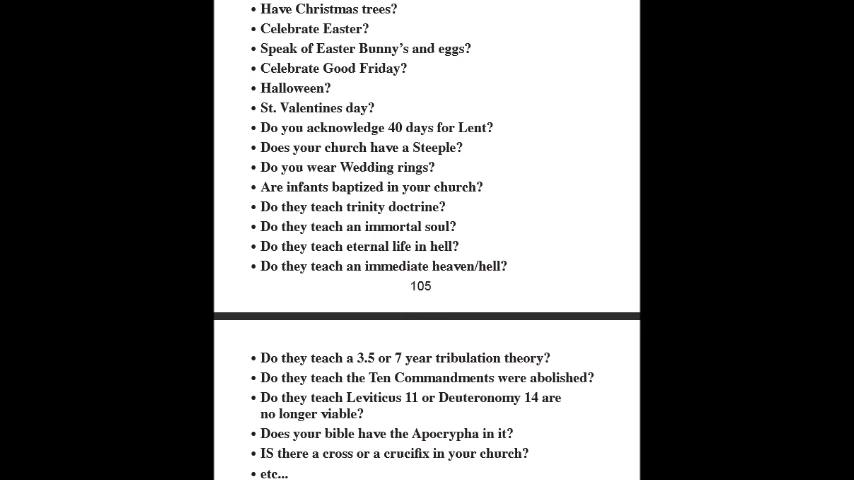 • Have Christmas trees?
• Celebrate Easter?
• Speak of Easter Bunny's and eggs?
• Celebrate Good Friday?
• Halloween?
• St. Valentines day?
• Do you acknowledge 40 days for Lent?
• Does your church have a Steeple?
• Do you wear Wedding rings?
• Are infants baptized in your church?
• Do they teach trinity doctrine?
• Do they teach an immortal soul?
• Do they teach eternal life in hell?
• Do they teach an immediate heaven/hell?
105
• Do they teach a 3.5 or 7 year tribulation theory?
• Do they teach the Ten Commandments were abolished?
• Do they teach Leviticus 11 or Deuteronomy 14 are
no longer viable?
• Does your bible have the Apocrypha in it?
• IS there a cross or a crucifix in your church?
• etc...